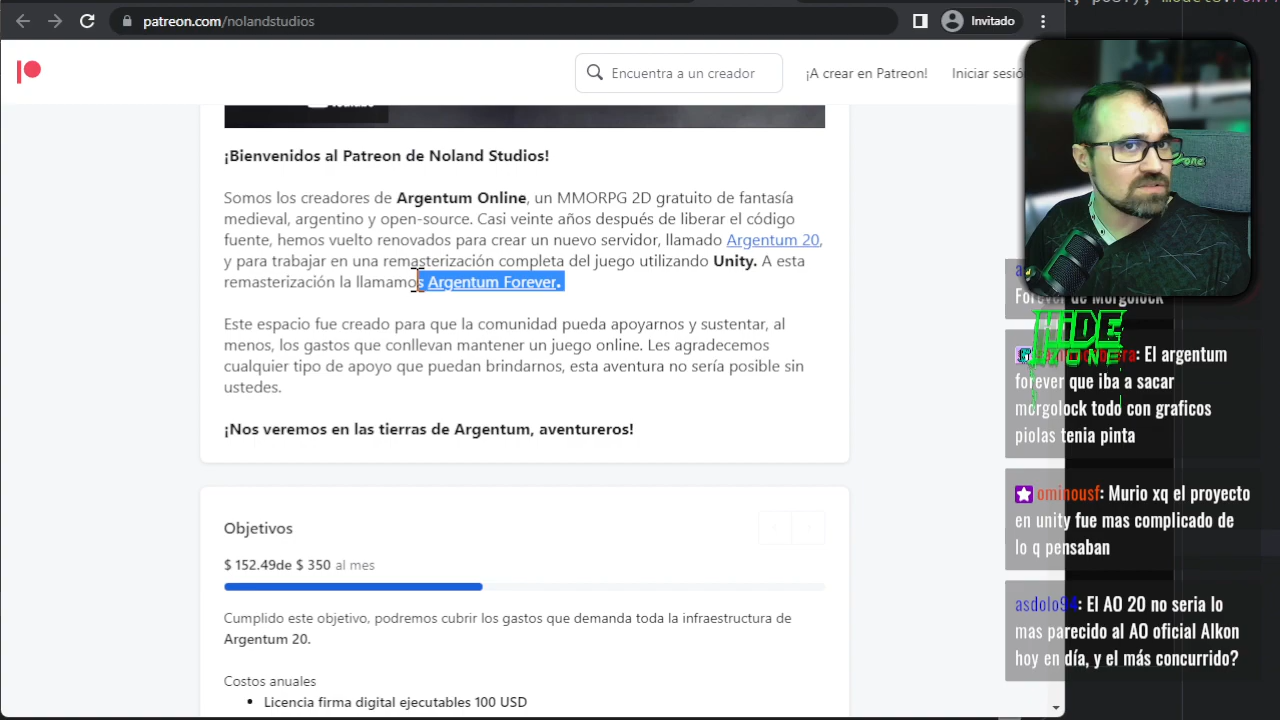 patreon.com/nolandstudios
Invitado
Encuentra a un creador
¡A crear en Patreon!
Iniciar sesió
¡Bienvenidos al Patreon de Noland Studios!
Somos los creadores de Argentum Online, un MMORPG 2D gratuito de fantasía
medieval, argentino y open-source. Casi veinte años después de liberar el código
fuente, hemos vuelto renovados para crear un nuevo servidor, llamado Argentum 20,
y para trabajar en una remasterización completa del juego utilizando Unity. A esta
remasterización la llamamos Argentum Forever.
Este espacio fue creado para que la comunidad pueda apoyarnos y sustentar, al
menos, los gastos que conllevan mantener un juego online. Les agradecemos
cualquier tipo de apoyo que puedan brindarnos, esta aventura no sería posible sin
ustedes.
¡Nos veremos en las tierras de Argentum, aventureros!
Objetivos
$ 152.49de $ 350 al mes
Cumplido este objetivo, podremos cubrir los gastos que demanda toda la infraestructura de
Argentum 20.
Costos anuales
• Licencia firma digital ejecutables 100 USD
Forever de Morgolock
HiDE
ONE
El argentum
forever que iba a sacar
morgolock todo con graficos
piolas tenia pinta
ominousf: Murio xq el proyecto
en unity fue mas complicado de
lo q pensaban
asdolo94: El AO 20 no seria lo
mas parecido al AO oficial Alkon
hoy en día, y el más concurrido?